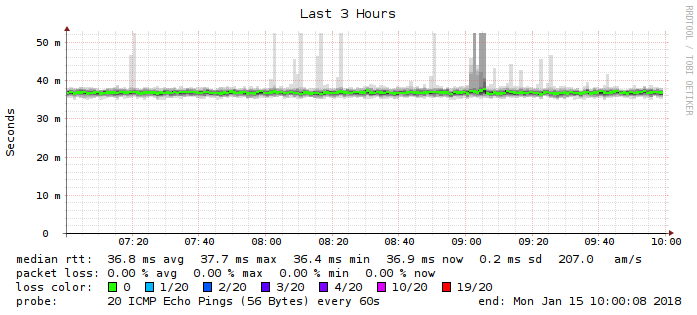 Last 3 Hours
RRDTOOL / TOBI OETIKER
Seconds
50 m
40 m
30 m
20 m
10 m
0
07:20 07:40 08:00 08:20 08:40 09:00 09:20 09:40 10:00
median rtt: 36.8 ms avg 37.7 ms max 36.4 ms min 36.9 ms now 0.2 ms sd 207.0 am/s
packet loss: 0.00 % avg 0.00 % max 0.00 % min 0.00 % now
loss color: 0 1/20 2/20 3/20 4/20 10/20 19/20
probe: 20 ICMP Echo Pings (56 Bytes) every 60s end: Mon Jan 15 10:00:08 2018